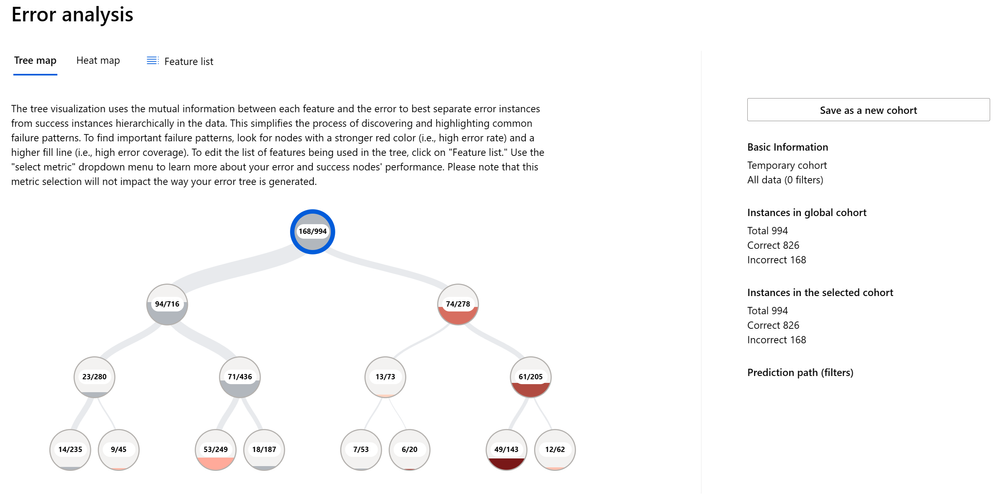 Error analysis
Tree map
Heat map
Feature list
The tree visualization uses the mutual information between each feature and the error to best separate error instances
from success instances hierarchically in the data. This simplifies the process of discovering and highlighting common
failure patterns. To find important failure patterns, look for nodes with a stronger red color (i.e., high error rate) and a
higher fill line (i.e., high error coverage). To edit the list of features being used in the tree, click on "Feature list." Use the
"select metric" dropdown menu to learn more about your error and success nodes' performance. Please note that this
metric selection will not impact the way your error tree is generated.
168/994
94/716
74/278
23/280
71/436
13/73
61/205
14/235
9/45
53/249
18/187
7/53
6/20
49/143
12/62
Save as a new cohort
Basic Information
Temporary cohort
All data (0 filters)
Instances in global cohort
Total 994
Correct 826
Incorrect 168
Instances in the selected cohort
Total 994
Correct 826
Incorrect 168
Prediction path (filters)